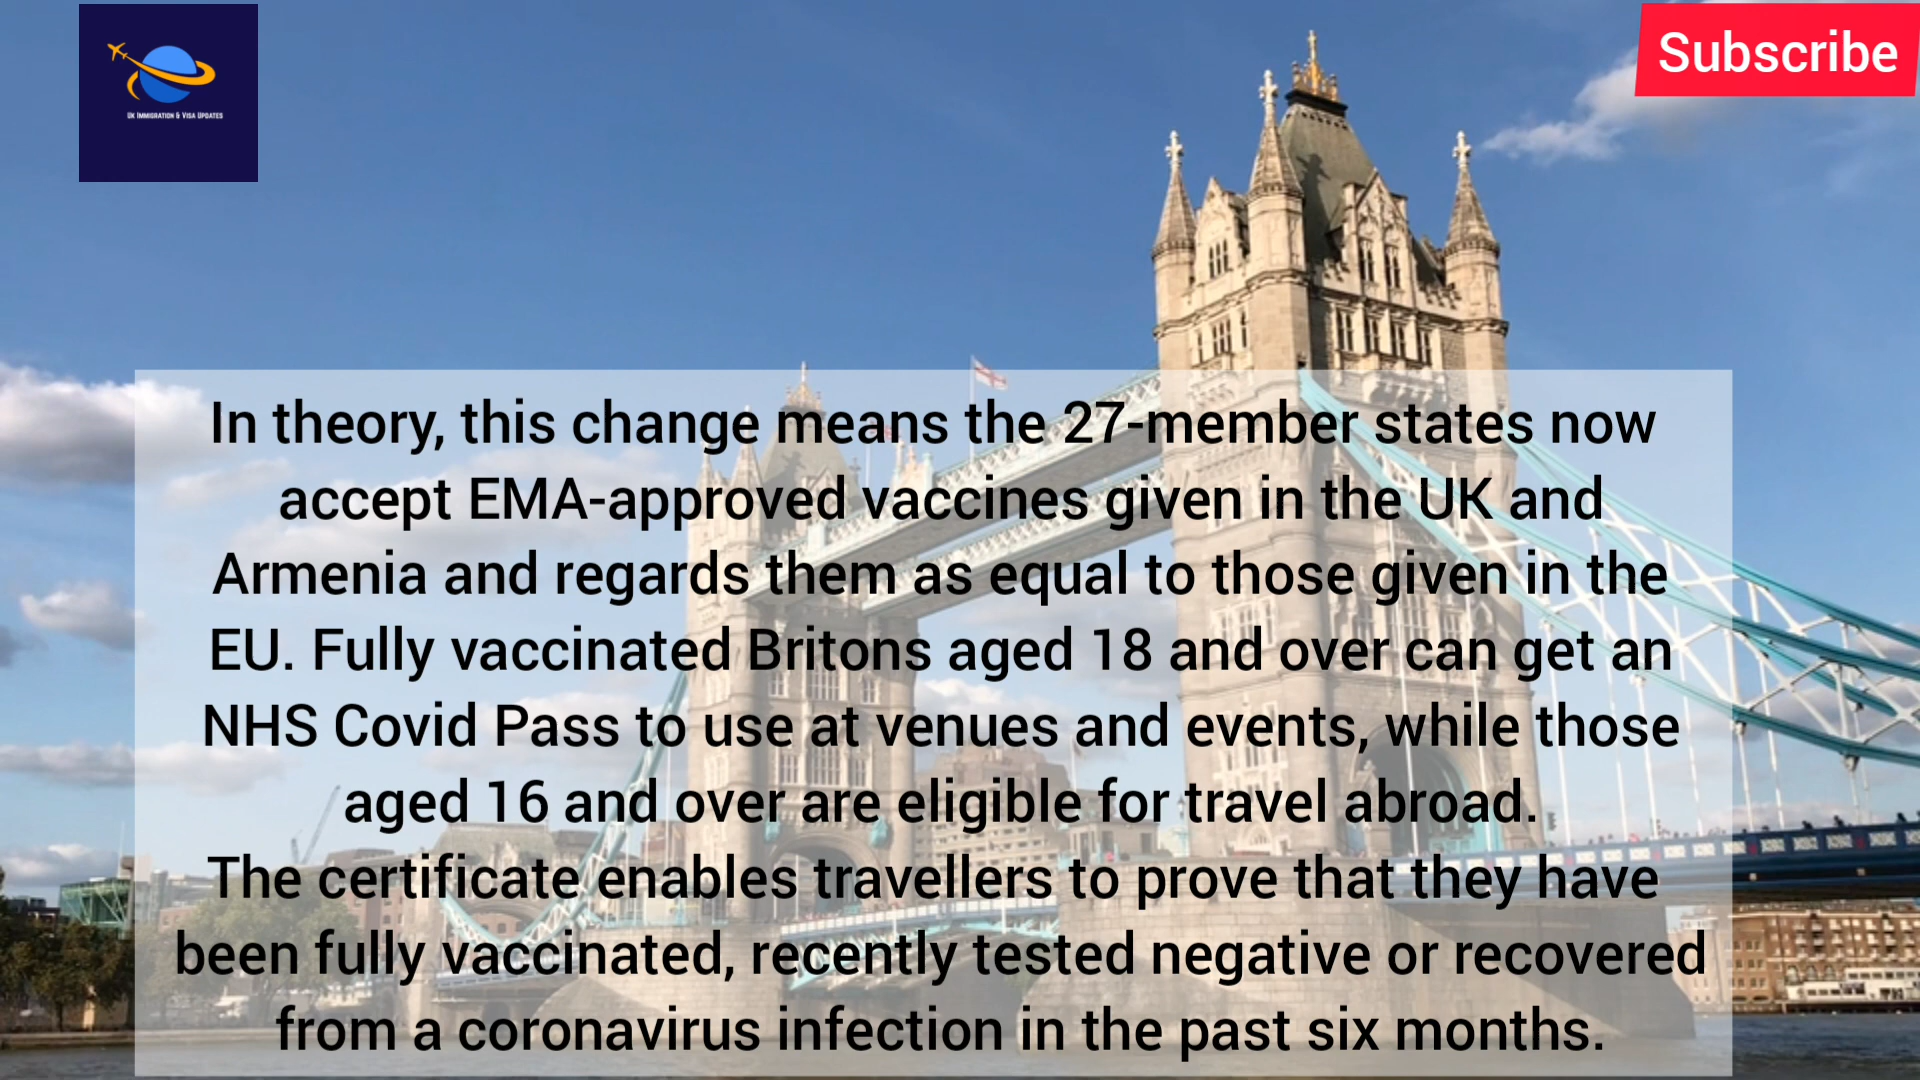 UK Immigration & Visa Updates
Subscribe
In theory, this change means the 27-member states now
accept EMA-approved vaccines given in the UK and
Armenia and regards them as equal to those given in the
EU. Fully vaccinated Britons aged 18 and over can get an
NHS Covid Pass to use at venues and events, while those
aged 16 and over are eligible for travel abroad.
The certificate enables travellers to prove that they have
been fully vaccinated, recently tested negative or recovered
from a coronavirus infection in the past six months.